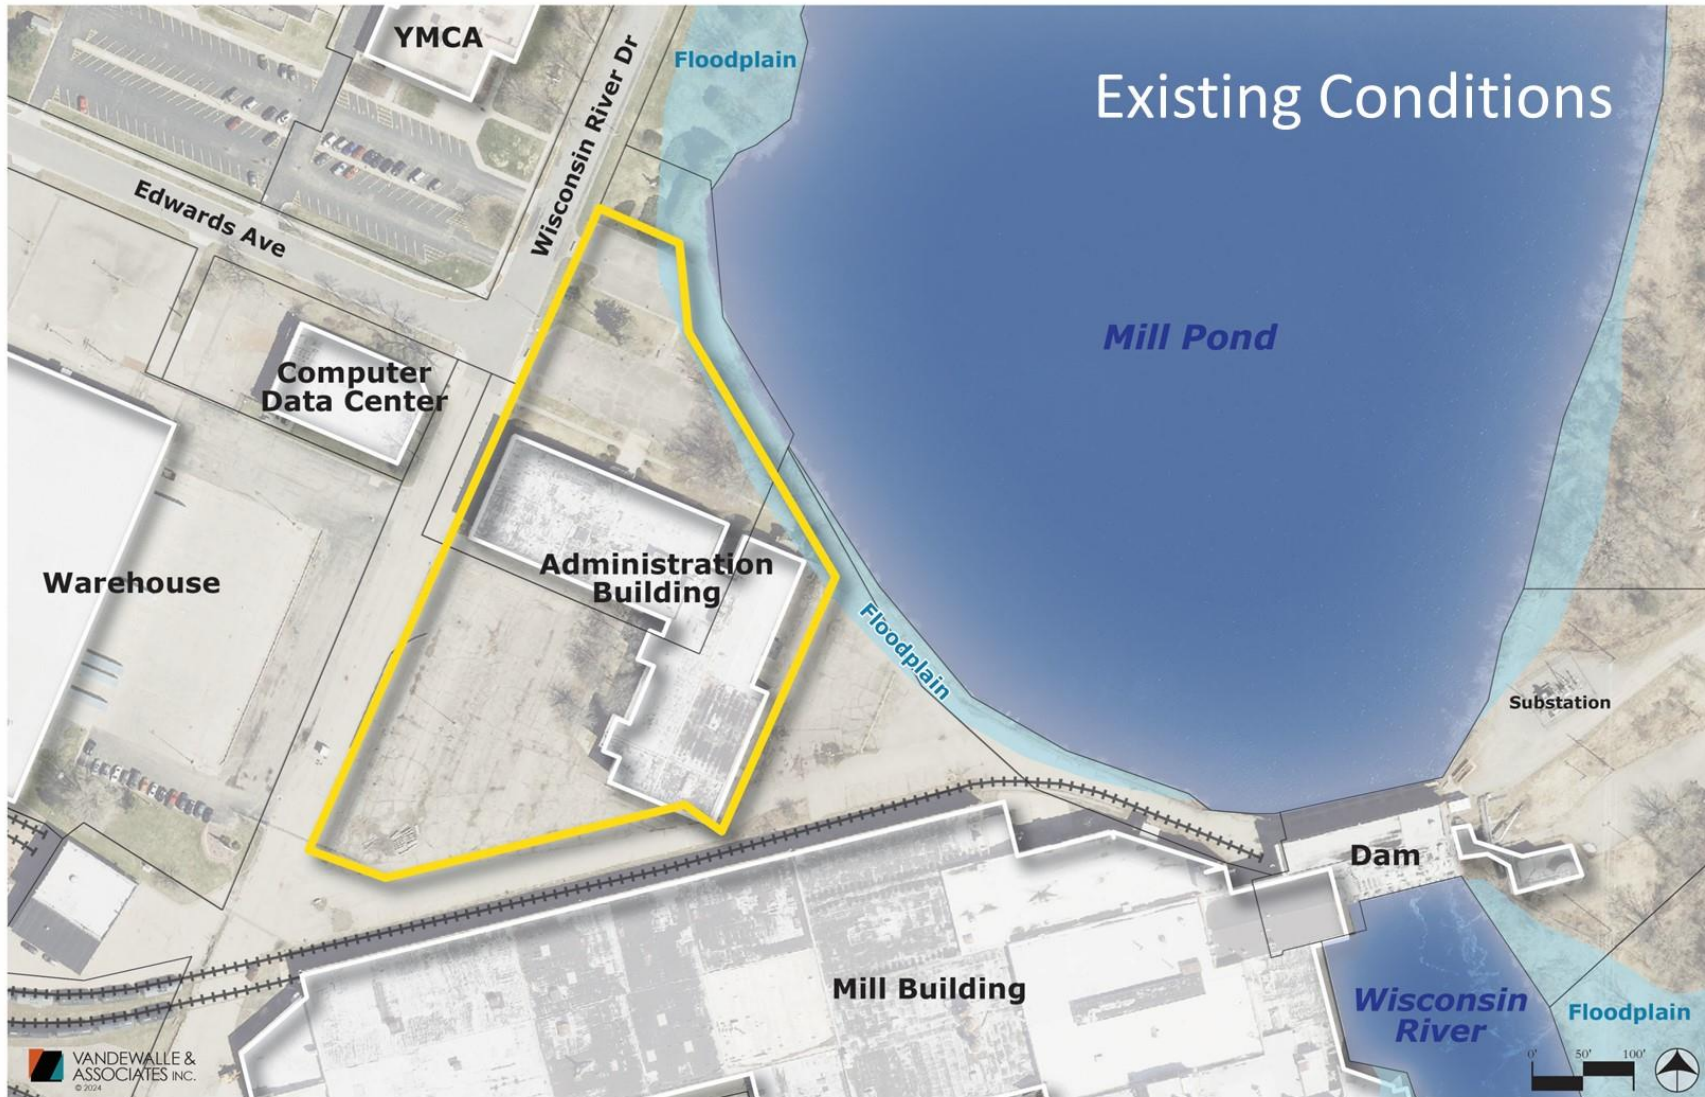 YMCA
Floodplain
Existing Conditions
Wisconsin River Dr
Edwards Ave
Mill Pond
Computer
Data Center
Administration
Building
Warehouse
Floodplain
Substation
Dam
Mill Building
Wisconsin
River
Floodplain
VANDEWALLE &
ASSOCIATES INC.
© 2024
0' 50' 100'